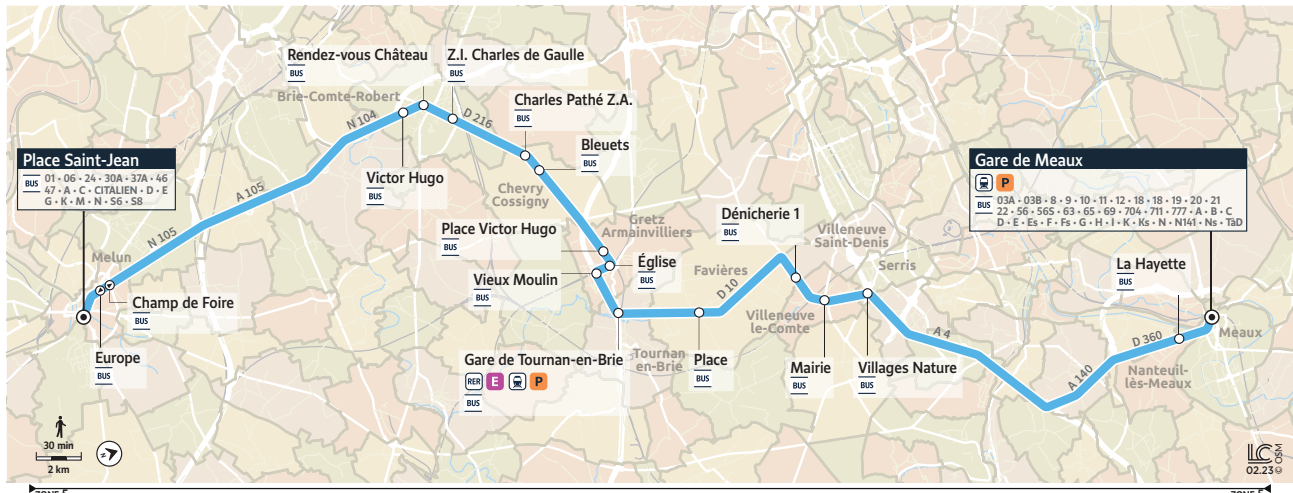 Rendez-vous Château
BUS
Z.I. Charles de Gaulle
BUS
Brie-Comte-Robert
N 104
D 216
Charles Pathé Z.A.
BUS
Bleuets
BUS
Place Saint-Jean
BUS
01 • 06 • 24 • 30A • 37A • 46
47 • A • C • CITALIEN • D • E
G • K • M • N • S6 • S8
A 105
Victor Hugo
BUS
Chevry
Cossigny
Gare de Meaux
P
BUS
03A • 03B • 8 • 9 • 10 • 11 • 12 • 18 • 18 • 19 • 20 • 21
22 • 56 • 56S • 63 • 65 • 69 • 704 • 711 • 777 • A • B • C
D • E • Es • F • Fs • G • H • I • K • Ks • N • N141 • Ns • TàD
N 105
Melun
Place Victor Hugo
BUS
Gretz
Armainvilliers
Dénicherie 1
BUS
Villeneuve
Saint-Denis
Serris
Église
BUS
Vieux Moulin
BUS
Favières
D 10
La Hayette
BUS
Champ de Foire
BUS
Villeneuve
le-Comte
A 4
D 360
Meaux
Europe
BUS
Gare de Tournan-en-Brie
RER E P
BUS
Tournan
en-Brie
Place
BUS
Mairie
BUS
Villages Nature
BUS
A 140
Nanteuil-
lès-Meaux
30 min
2 km
N
LC
02.23 © OSM
ZONE 5
ZONE 5